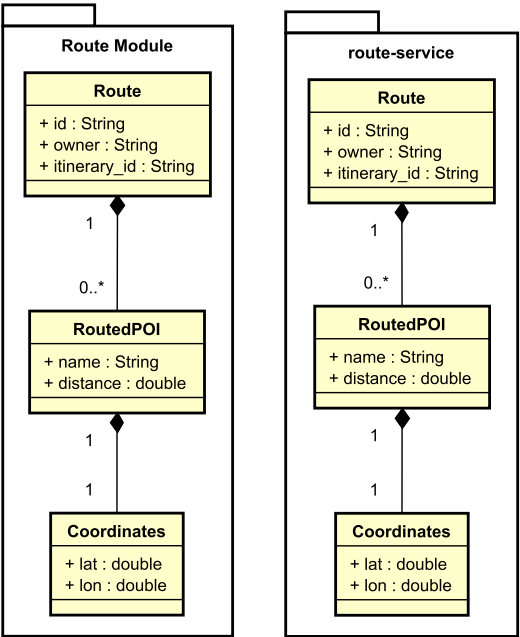 Route Module
Route
+ id : String
+ owner : String
+ itinerary_id : String
1
0..*
RoutedPOI
+ name : String
+ distance : double
1
1
Coordinates
+ lat : double
+ lon : double
route-service
Route
+ id : String
+ owner : String
+ itinerary_id : String
1
0..*
RoutedPOI
+ name : String
+ distance : double
1
1
Coordinates
+ lat : double
+ lon : double